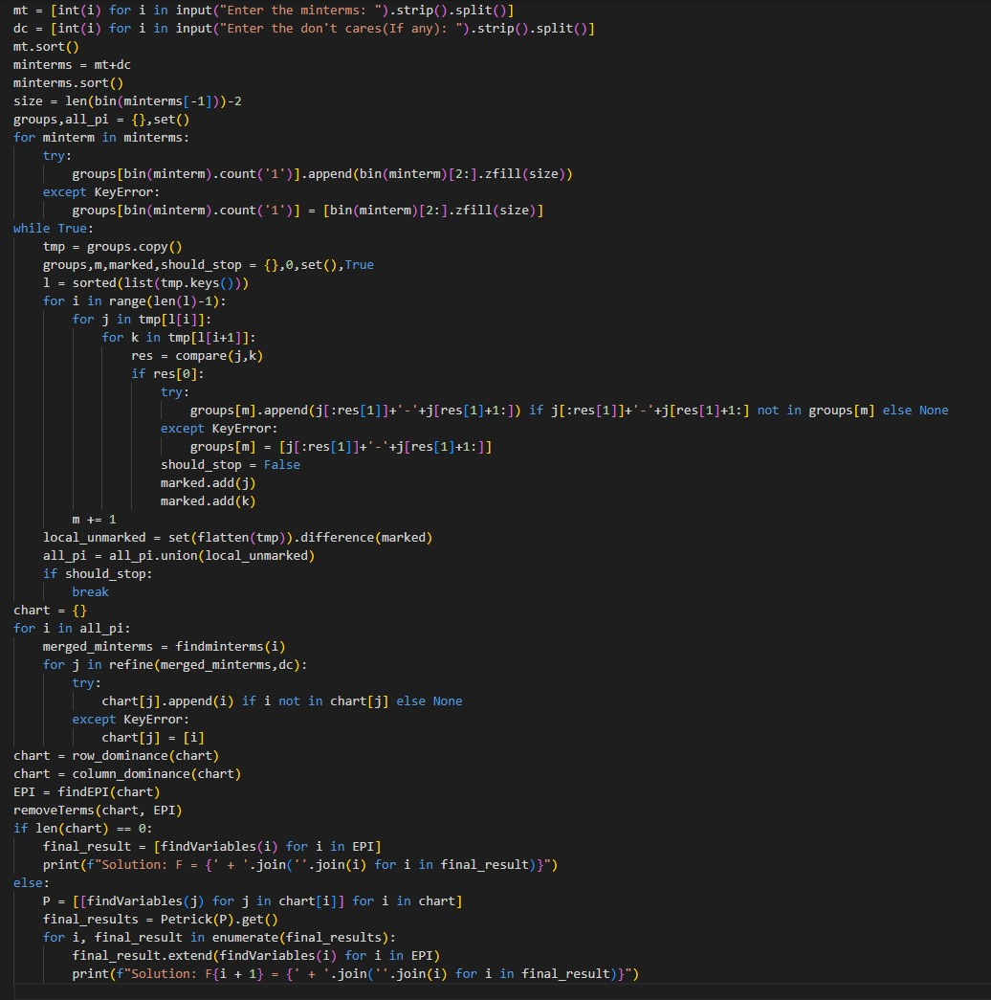 mt = [int(i) for i in input("Enter the minterms: ").strip().split()]
dc = [int(i) for i in input("Enter the don't cares(If any): ").strip().split()]
mt.sort()
minterms = mt+dc
minterms.sort()
size = len(bin(minterms[-1]))-2
groups,all_pi = {},set()
for minterm in minterms:
    try:
        groups[bin(minterm).count('1')].append(bin(minterm)[2:].zfill(size))
    except KeyError:
        groups[bin(minterm).count('1')] = [bin(minterm)[2:].zfill(size)]
while True:
    tmp = groups.copy()
    groups,m,marked,should_stop = {},0,set(),True
    l = sorted(list(tmp.keys()))
    for i in range(len(l)-1):
        for j in tmp[l[i]]:
            for k in tmp[l[i+1]]:
                res = compare(j,k)
                if res[0]:
                    try:
                        groups[m].append(j[:res[1]]+'-'+j[res[1]+1:]) if j[:res[1]]+'-'+j[res[1]+1:] not in groups[m] else None
                    except KeyError:
                        groups[m] = [j[:res[1]]+'-'+j[res[1]+1:]]
                    should_stop = False
                    marked.add(j)
                    marked.add(k)
        m += 1
    local_unmarked = set(flatten(tmp)).difference(marked)
    all_pi = all_pi.union(local_unmarked)
    if should_stop:
        break
chart = {}
for i in all_pi:
    merged_minterms = findminterms(i)
    for j in refine(merged_minterms,dc):
        try:
            chart[j].append(i) if i not in chart[j] else None
        except KeyError:
            chart[j] = [i]
chart = row_dominance(chart)
chart = column_dominance(chart)
EPI = findEPI(chart)
removeTerms(chart, EPI)
if len(chart) == 0:
    final_result = [findVariables(i) for i in EPI]
    print(f"Solution: F = {' + '.join(''.join(i) for i in final_result)}")
else:
    P = [[findVariables(j) for j in chart[i]] for i in chart]
    final_results = Petrick(P).get()
    for i, final_result in enumerate(final_results):
        final_result.extend(findVariables(i) for i in EPI)
        print(f"Solution: F{i + 1} = {' + '.join(''.join(i) for i in final_result)}")